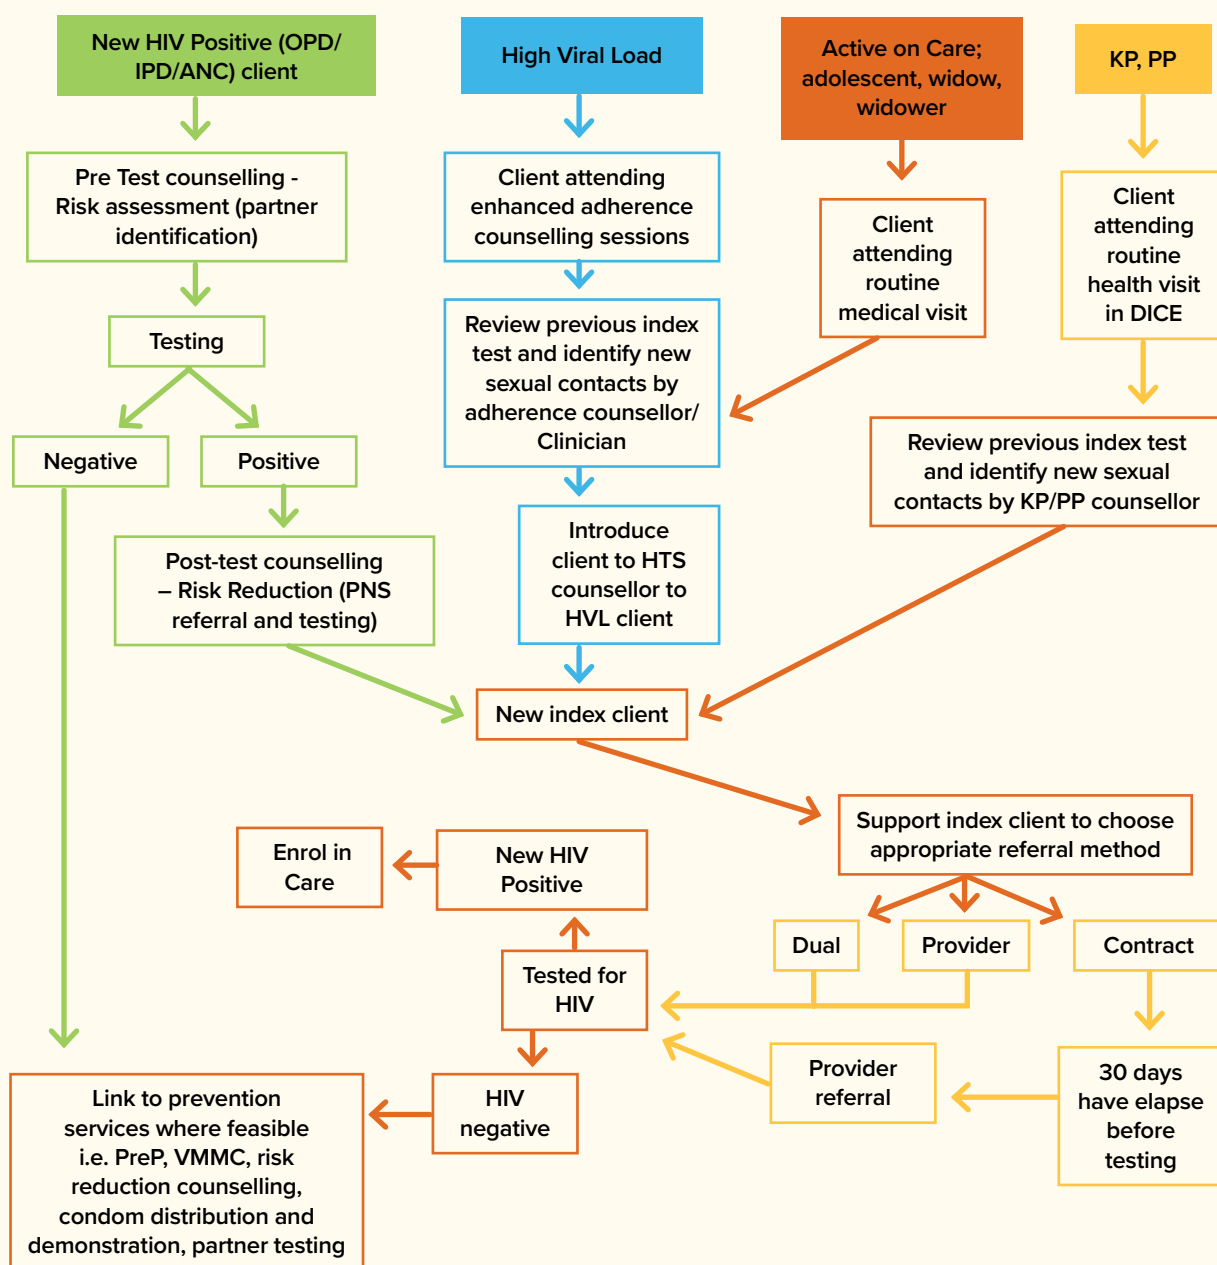 New HIV Positive (OPD/
IPD/ANC) client
High Viral Load
Active on Care;
adolescent, widow,
widower
KP, PP
Pre Test counselling -
Risk assessment (partner
identification)
Client attending
enhanced adherence
counselling sessions
Client
attending
routine
medical visit
Client
attending
routine
health visit
in DICE
Testing
Review previous index
test and identify new
sexual contacts by
adherence counsellor/
Clinician
Negative
Positive
Review previous index test
and identify new sexual
contacts by KP/PP counsellor
Post-test counselling
– Risk Reduction (PNS
referral and testing)
Introduce
client to HTS
counsellor to
HVL client
New index client
Support index client to choose
appropriate referral method
Enrol in
Care
New HIV
Positive
Dual
Provider
Contract
Tested for
HIV
Provider
referral
30 days
have elapse
before
testing
HIV
negative
Link to prevention
services where feasible
i.e. PreP, VMMC, risk
reduction counselling,
condom distribution and
demonstration, partner testing